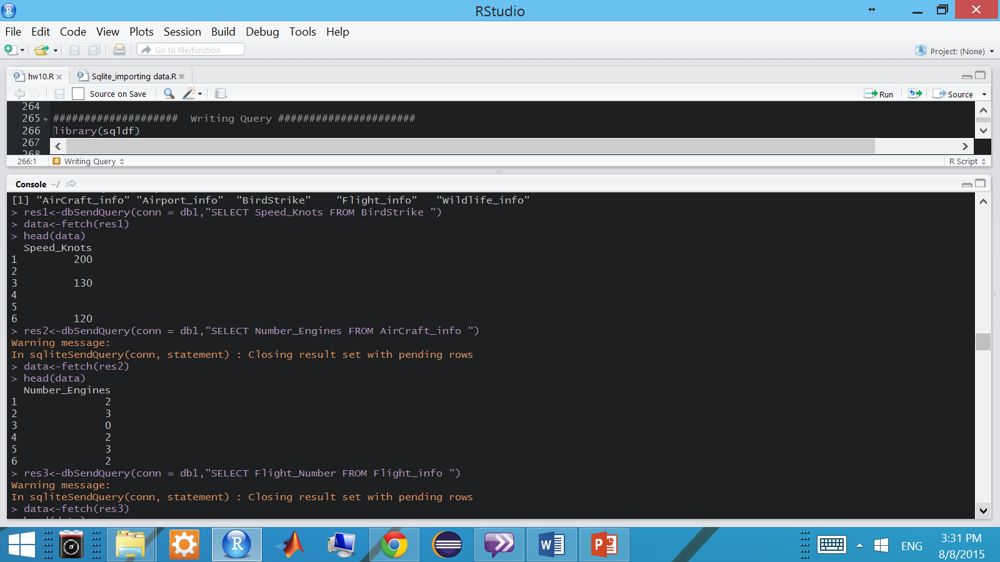 RStudio
File Edit Code View Plots Session Build Debug Tools Help
Go to file/function
Project: (None)
hw10.R
Sqlite_importing data.R
Source on Save
Run
Source
264
265 ####################  Writing Query ######################
266 library(sqldf)
267
268
266:1
Writing Query
R Script
Console ~/
[1] "AirCraft_info" "Airport_info"  "BirdStrike"    "Flight_info"   "Wildlife_info"
> res1<-dbSendQuery(conn = db1,"SELECT Speed_Knots FROM BirdStrike ")
> data<-fetch(res1)
> head(data)
  Speed_Knots
1         200
2
3         130
4
5
6         120
> res2<-dbSendQuery(conn = db1,"SELECT Number_Engines FROM AirCraft_info ")
Warning message:
In sqliteSendQuery(conn, statement) : Closing result set with pending rows
> data<-fetch(res2)
> head(data)
  Number_Engines
1              2
2              3
3              0
4              2
5              3
6              2
> res3<-dbSendQuery(conn = db1,"SELECT Flight_Number FROM Flight_info ")
Warning message:
In sqliteSendQuery(conn, statement) : Closing result set with pending rows
> data<-fetch(res3)
ENG
3:31 PM
8/8/2015